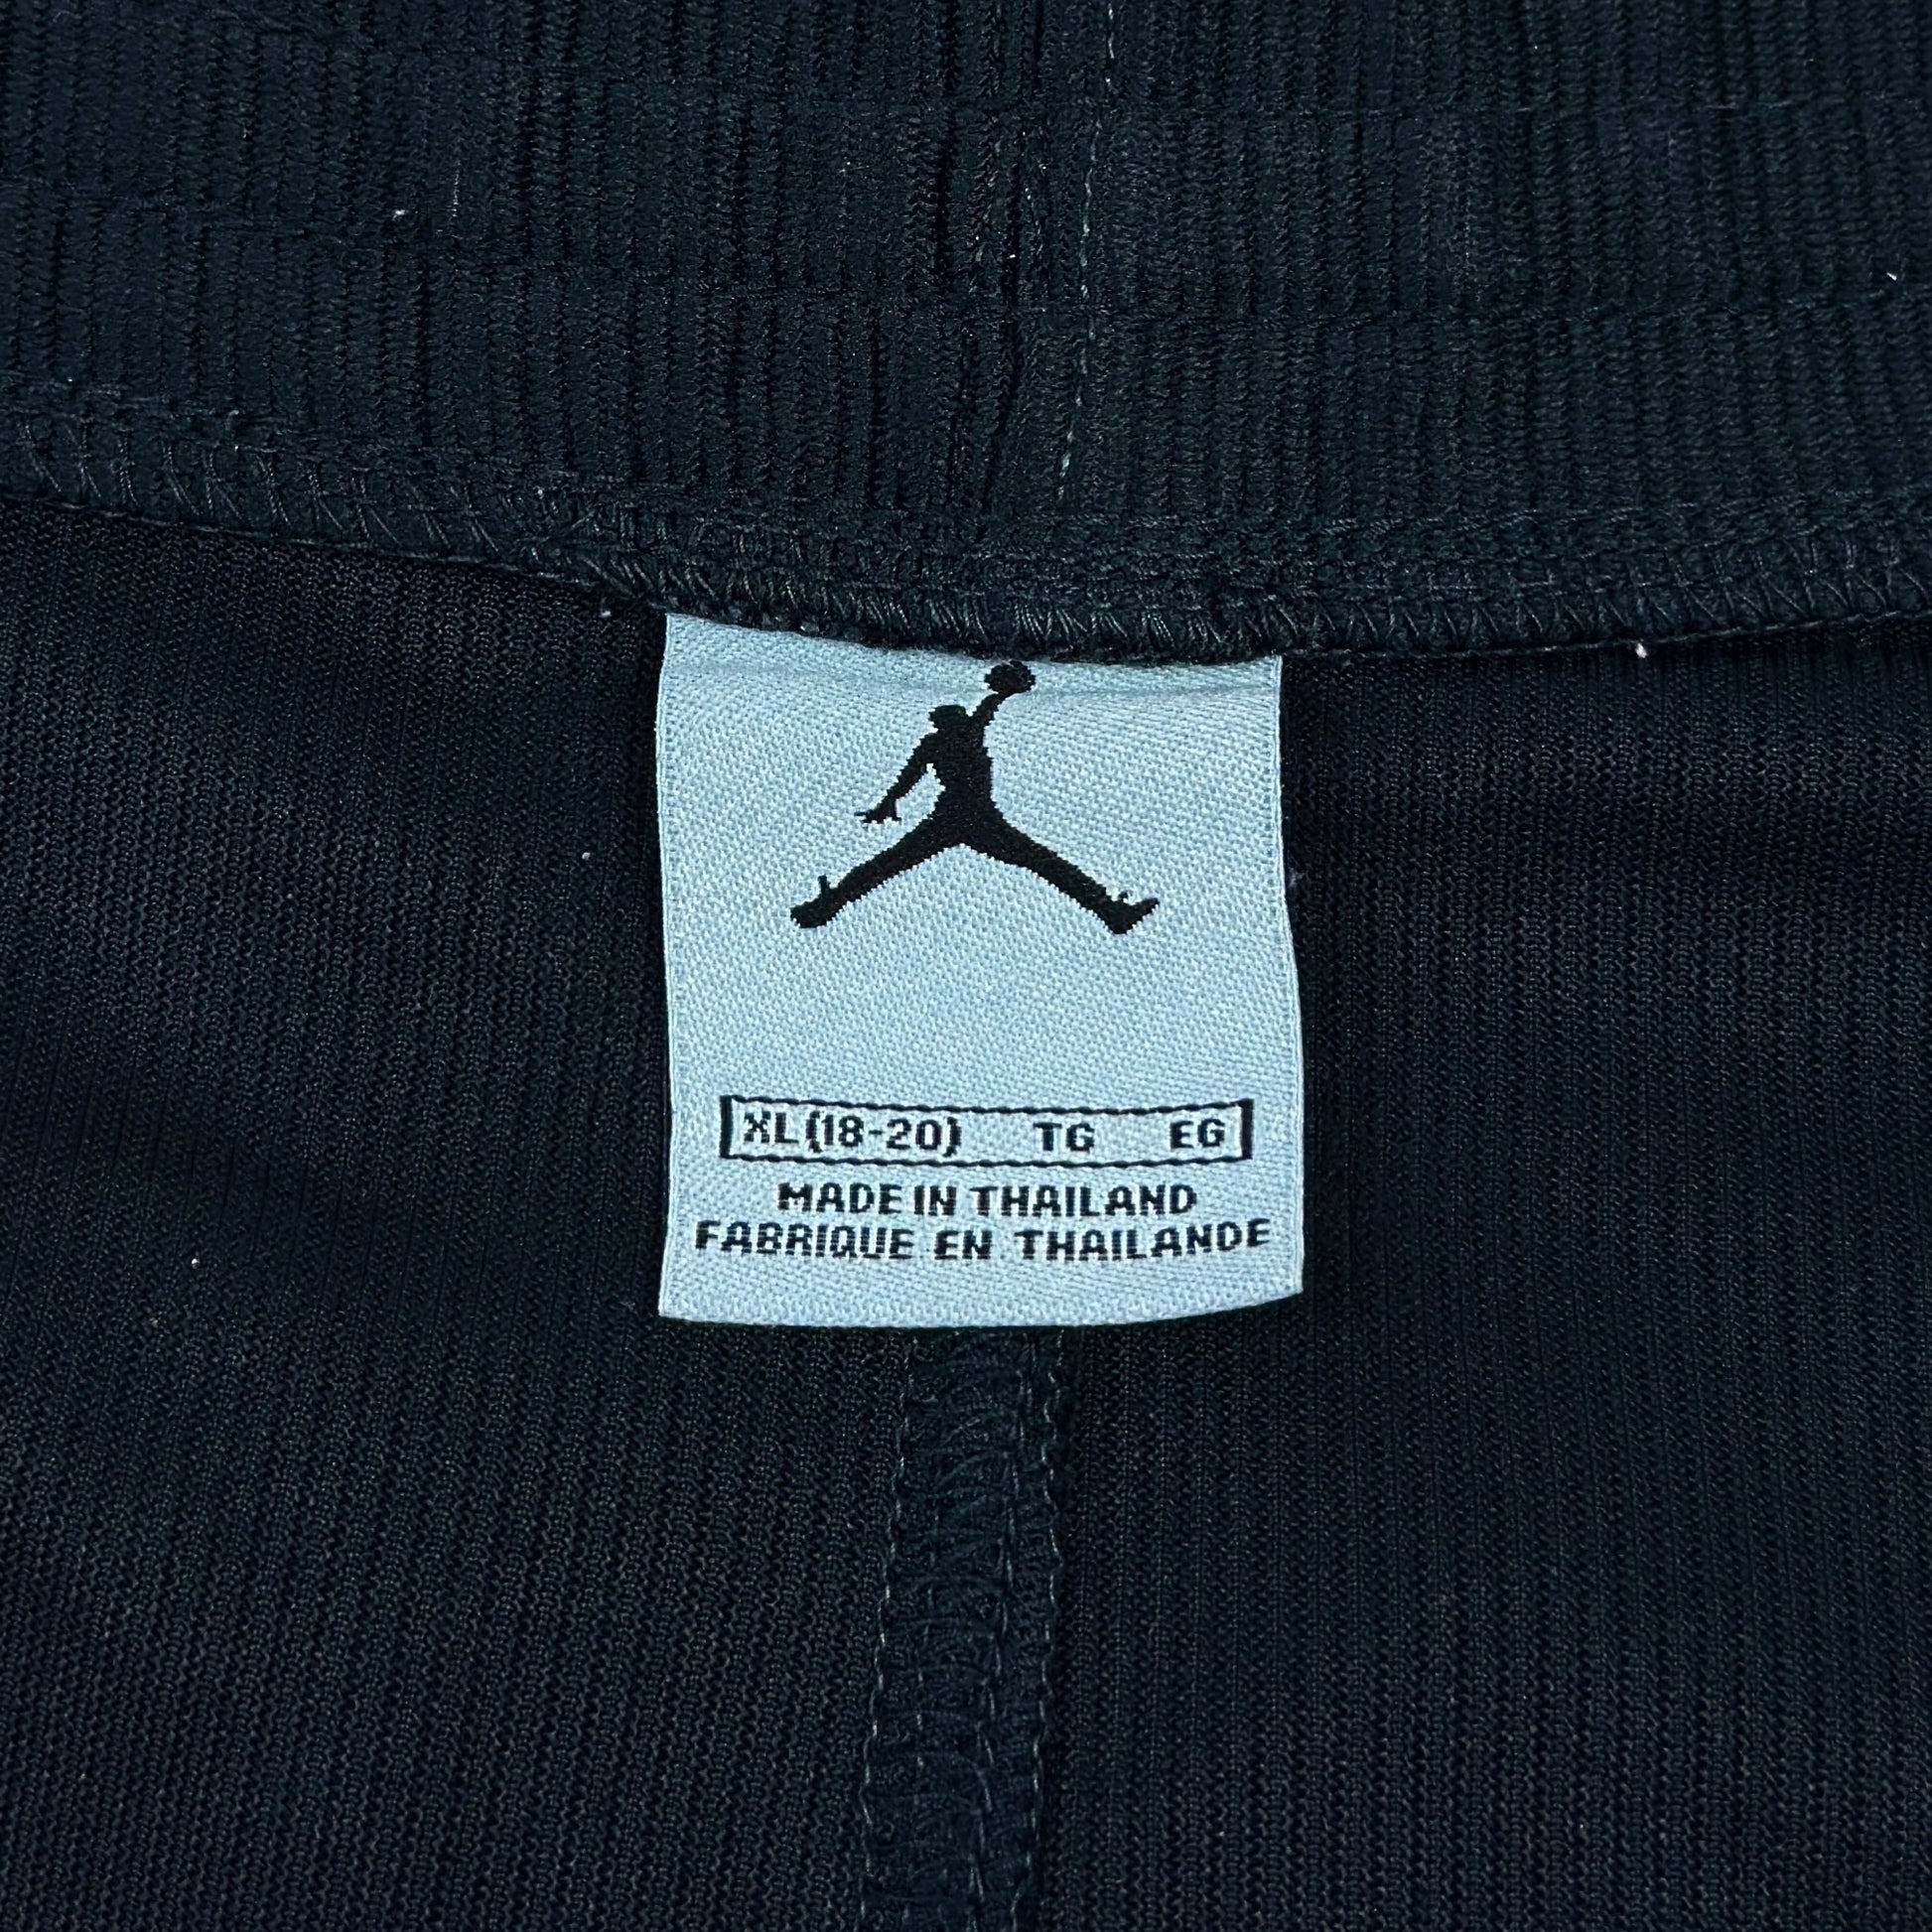 XL(18-20) TG EG
MADE IN THAILAND
FABRIQUE EN THAILANDE